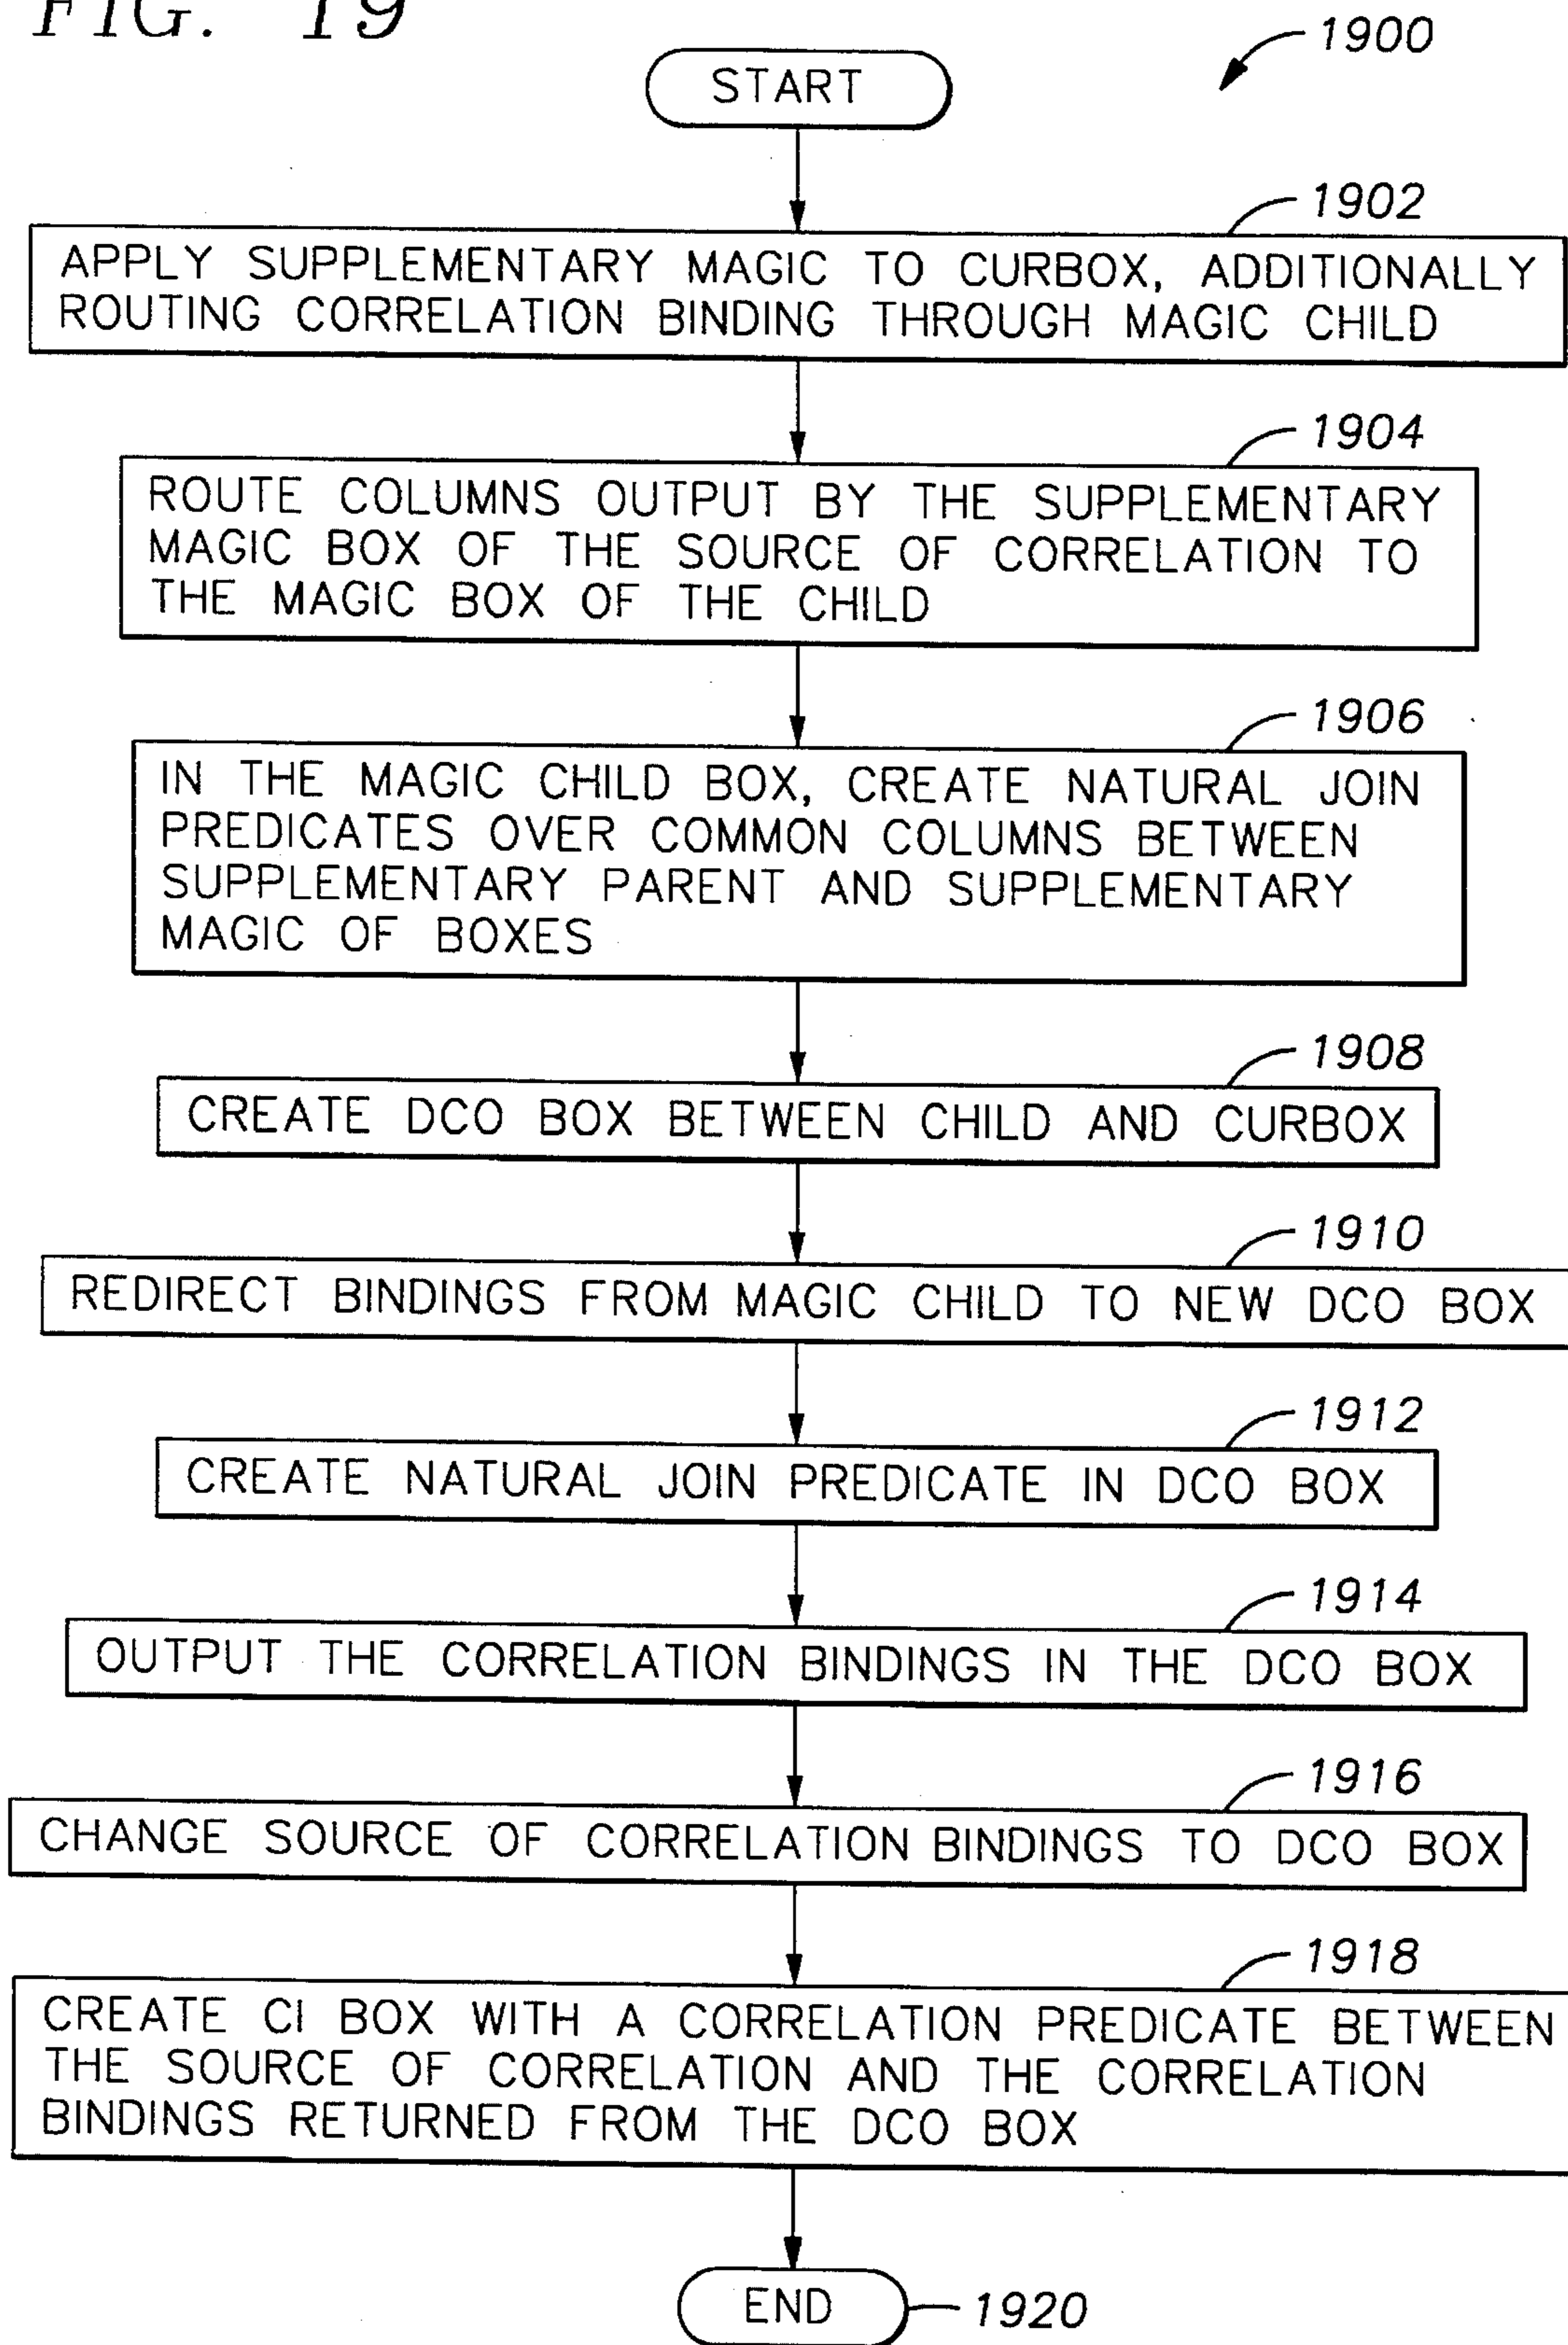 FIG. 19
1900
START
1902
APPLY SUPPLEMENTARY MAGIC TO CURBOX, ADDITIONALLY
ROUTING CORRELATION BINDING THROUGH MAGIC CHILD
1904
ROUTE COLUMNS OUTPUT BY THE SUPPLEMENTARY
MAGIC BOX OF THE SOURCE OF CORRELATION TO
THE MAGIC BOX OF THE CHILD
1906
IN THE MAGIC CHILD BOX, CREATE NATURAL JOIN
PREDICATES OVER COMMON COLUMNS BETWEEN
SUPPLEMENTARY PARENT AND SUPPLEMENTARY
MAGIC OF BOXES
1908
CREATE DCO BOX BETWEEN CHILD AND CURBOX
1910
REDIRECT BINDINGS FROM MAGIC CHILD TO NEW DCO BOX
1912
CREATE NATURAL JOIN PREDICATE IN DCO BOX
1914
OUTPUT THE CORRELATION BINDINGS IN THE DCO BOX
1916
CHANGE SOURCE OF CORRELATION BINDINGS TO DCO BOX
1918
CREATE CI BOX WITH A CORRELATION PREDICATE BETWEEN
THE SOURCE OF CORRELATION AND THE CORRELATION
BINDINGS RETURNED FROM THE DCO BOX
END
1920